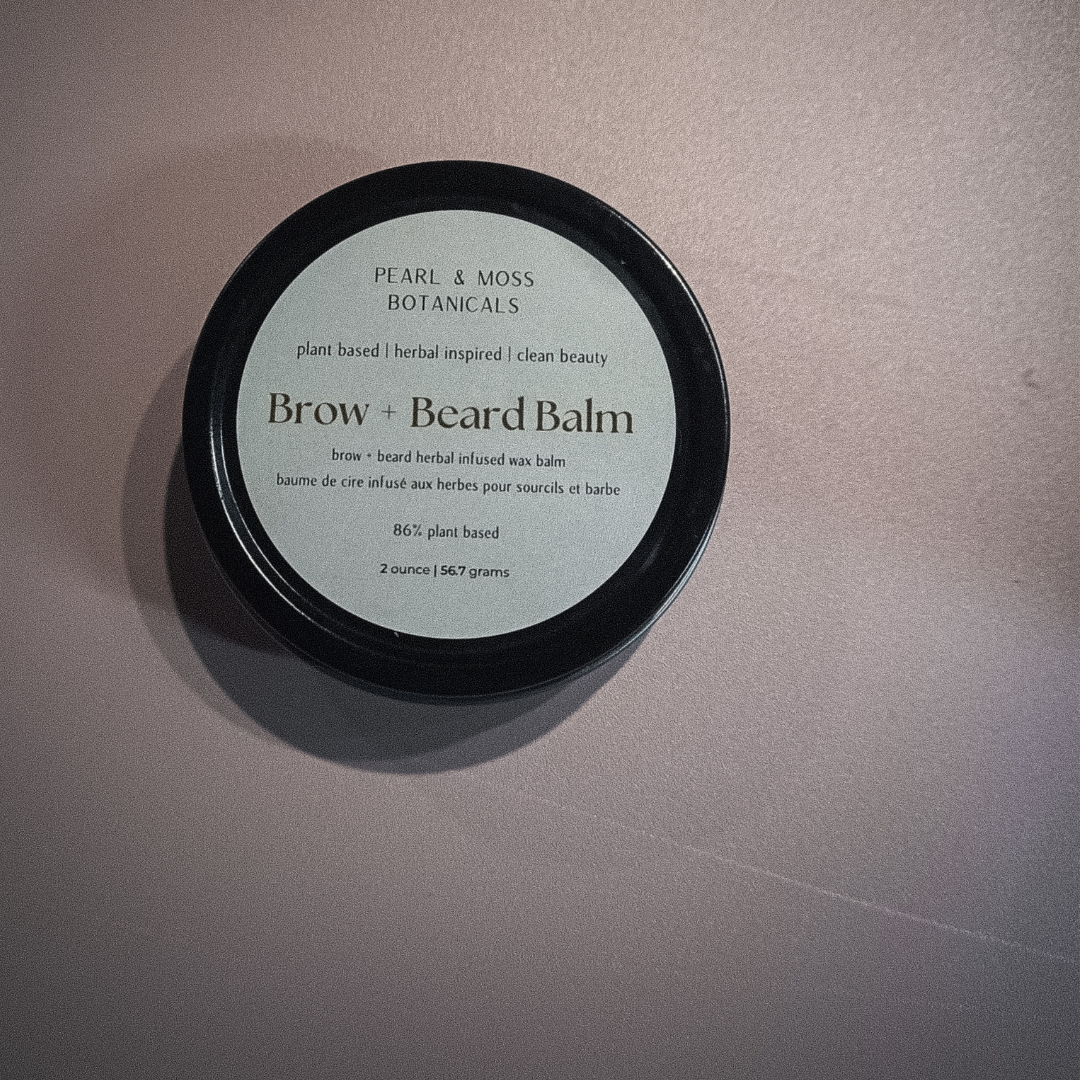 PEARL & MOSS
BOTANICALS
plant based | herbal inspired | clean beauty
Brow + Beard Balm
brow + beard herbal infused wax balm
baume de cire infusé aux herbes pour sourcils et barbe
86% plant based
2 ounce | 56.7 grams